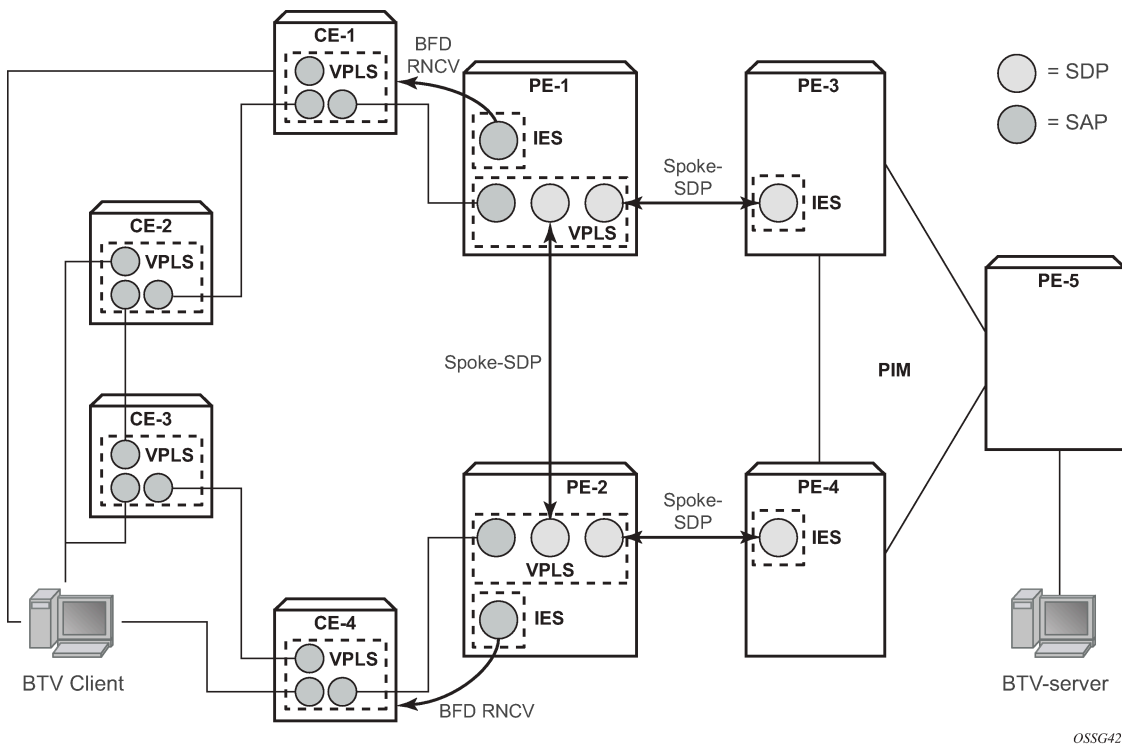 CE-1
VPLS
BFD
RNCV
PE-1
IES
VPLS
Spoke-
SDP
PE-3
IES
= SDP
= SAP
CE-2
VPLS
PE-5
Spoke-SDP
PIM
CE-3
VPLS
PE-2
VPLS
IES
Spoke-
SDP
PE-4
IES
CE-4
VPLS
BFD RNCV
BTV Client
BTV-server
OSSG42